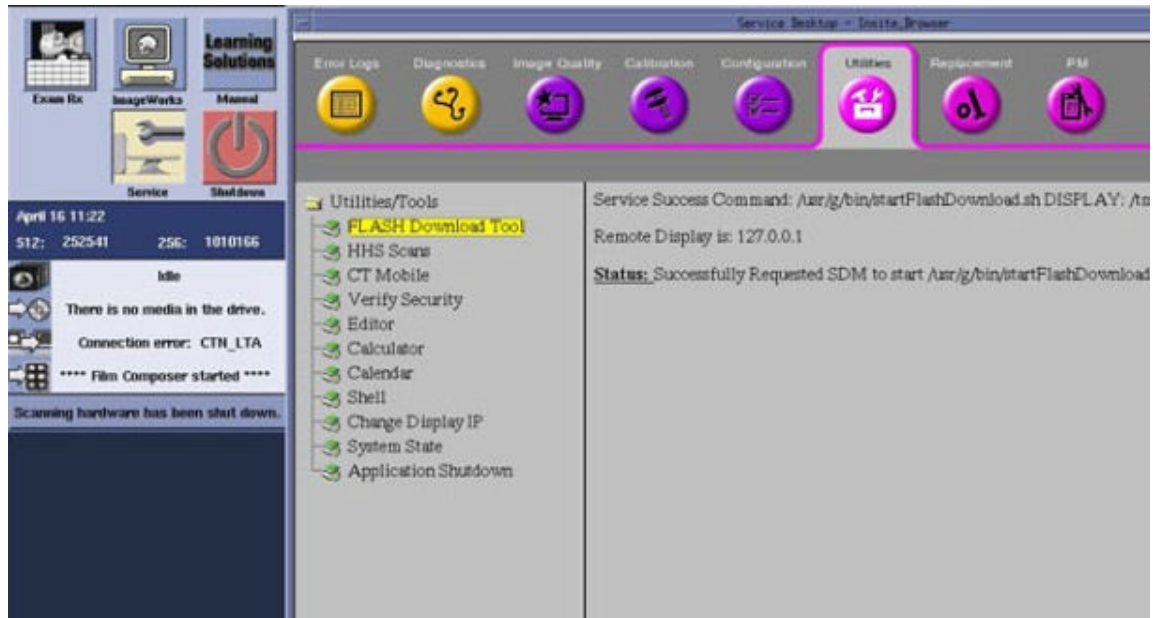 Learning
Solutions
Exam Rx
ImageWorks
Manual
Service
Shutdown
April 16 11:22
512: 252541 256: 1010166
Idle
There is no media in the drive.
Connection error: CTN_LTA
**** Film Composer started ****
Scanning hardware has been shut down.
Service Desktop - Insite_Browser
Error Logs
Diagnostics
Image Quality
Calibration
Configuration
Utilities
Replacement
PM
Utilities/Tools
FLASH Download Tool
HHS Scans
CT Mobile
Verify Security
Editor
Calculator
Calendar
Shell
Change Display IP
System State
Application Shutdown
Service Success Command: /usr/g/bin/startFlashDownload.sh DISPLAY: /tm
Remote Display is: 127.0.0.1
Status: Successfully Requested SDM to start /usr/g/bin/startFlashDownload